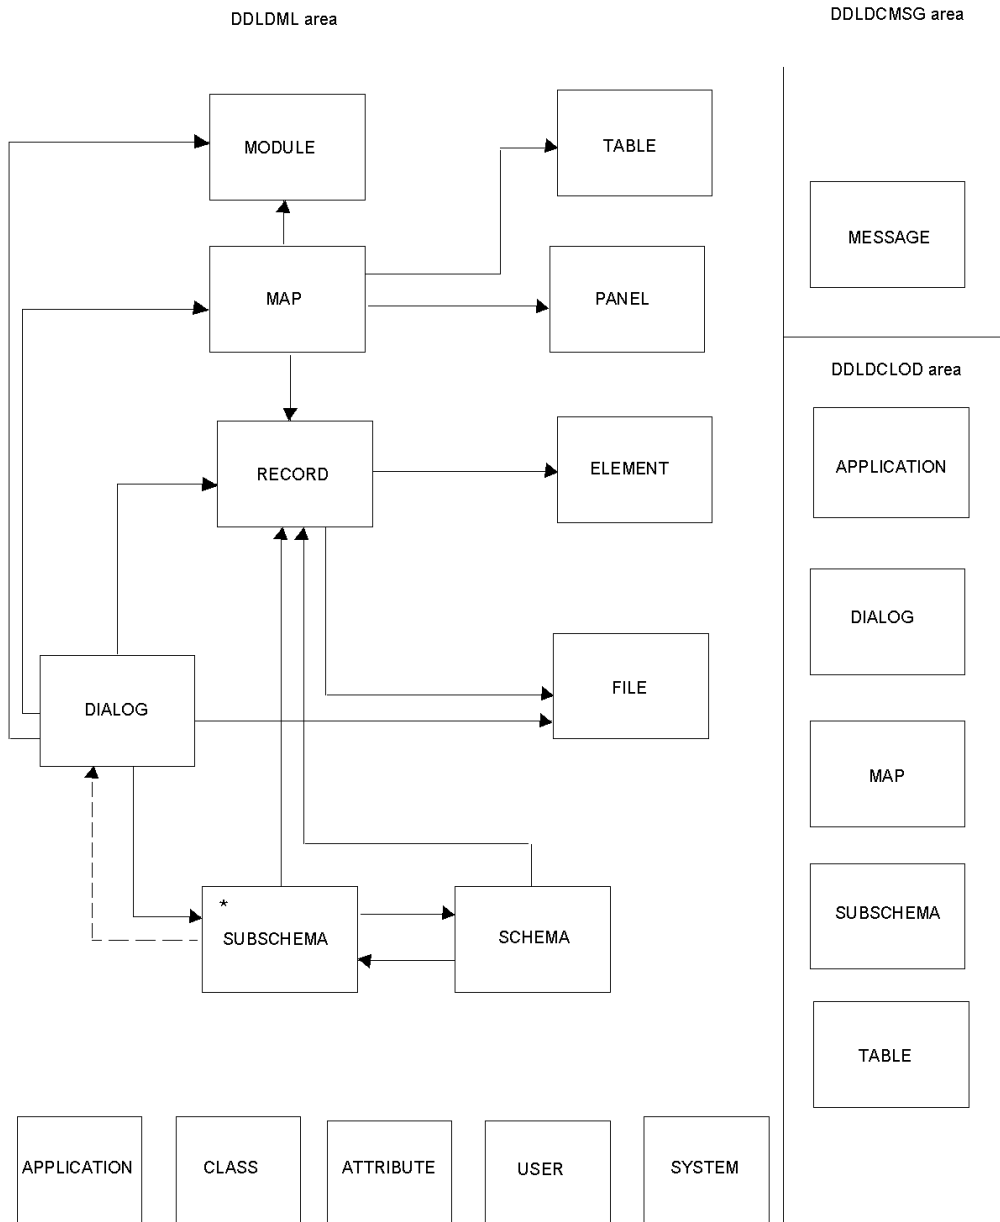 DDLDML area
DDLDCMSG area
MODULE
TABLE
MESSAGE
MAP
PANEL
DDLDCLOD area
RECORD
ELEMENT
APPLICATION
DIALOG
FILE
DIALOG
MAP
*
SUBSCHEMA
SCHEMA
SUBSCHEMA
TABLE
APPLICATION
CLASS
ATTRIBUTE
USER
SYSTEM